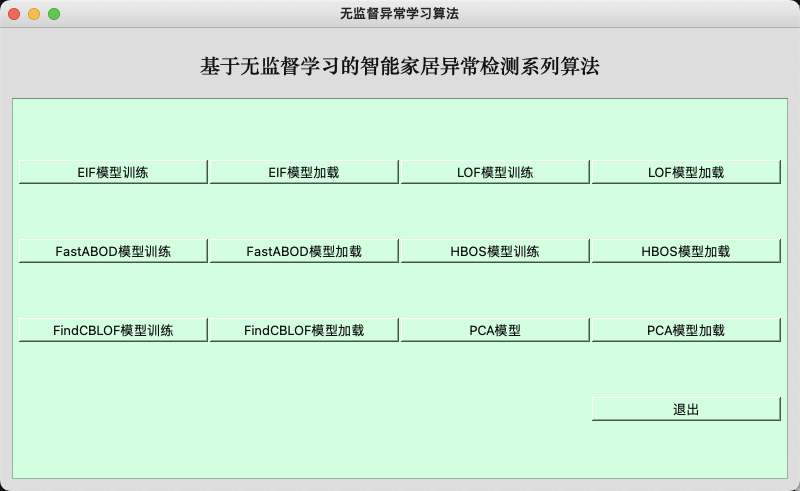 无监督异常学习算法
基于无监督学习的智能家居异常检测系列算法
EIF模型训练 EIF模型加载 LOF模型训练 LOF模型加载
FastABOD模型训练 FastABOD模型加载 HBOS模型训练 HBOS模型加载
FindCBLOF模型训练 FindCBLOF模型加载 PCA模型 PCA模型加载
退出